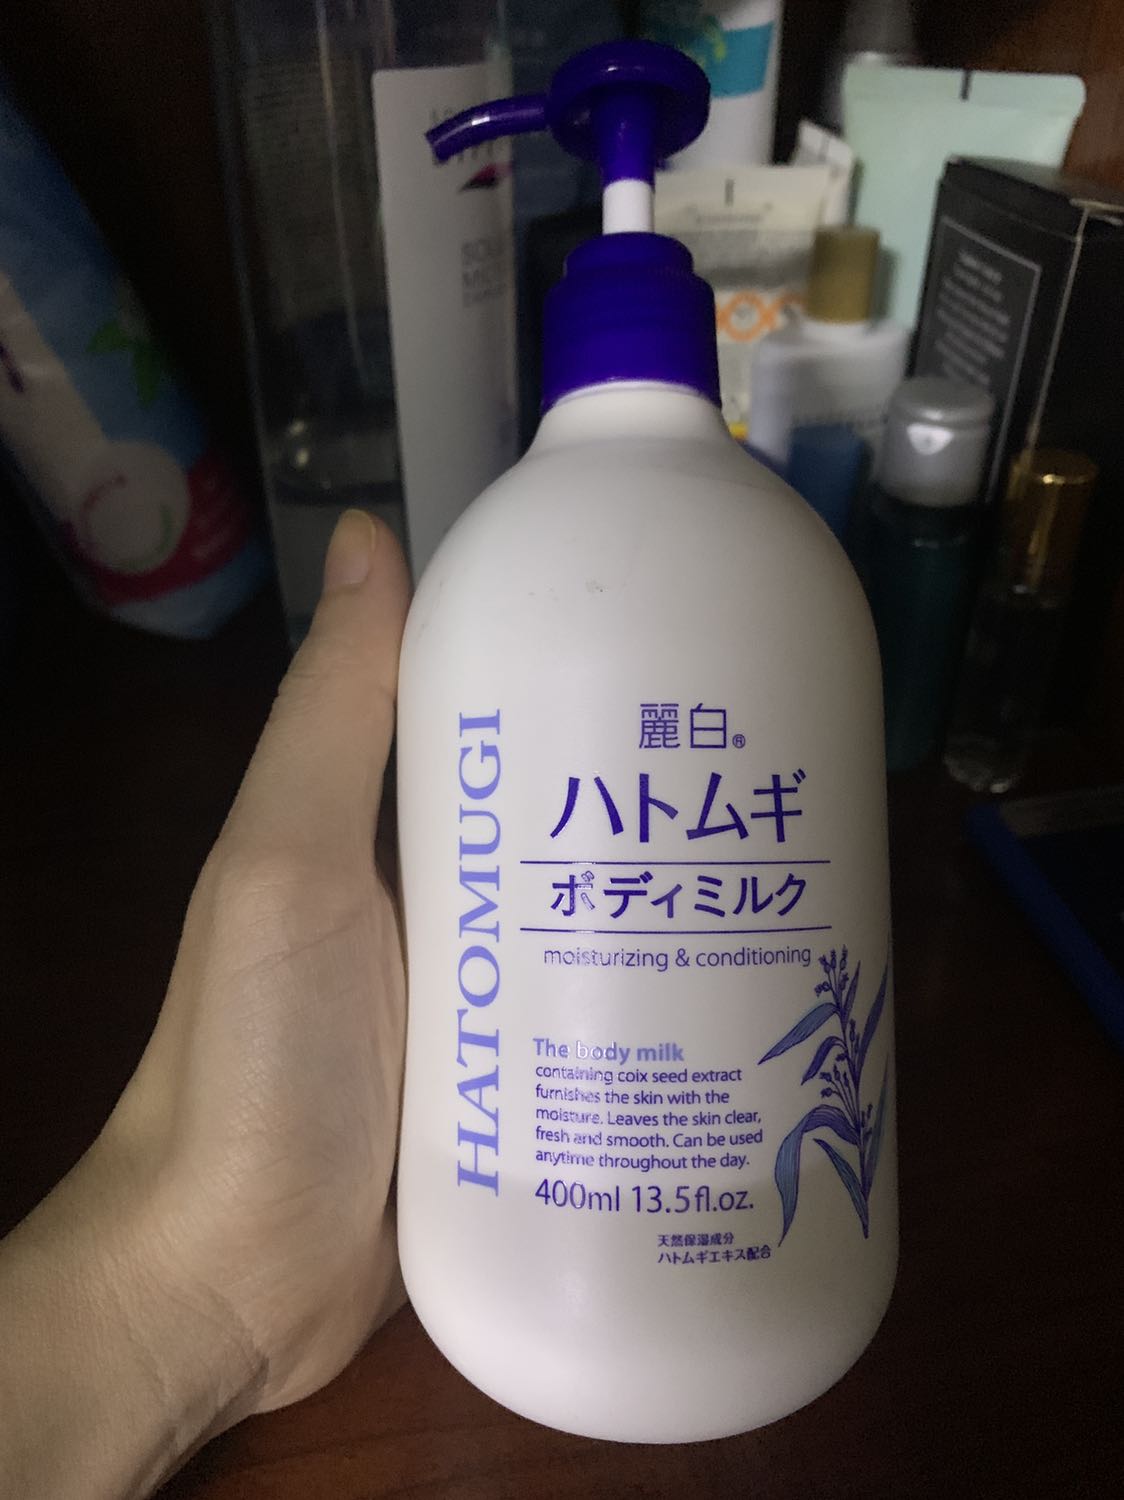 麗白®
ハトムギ
ボディミルク
moisturizing & conditioning
HATOMUGI
The body milk
containing coix seed extract
furnishes the skin with the
moisture. Leaves the skin clear,
fresh and smooth. Can be used
anytime throughout the day.
400ml 13.5fl.oz.
天然保湿成分
ハトムギエキス配合